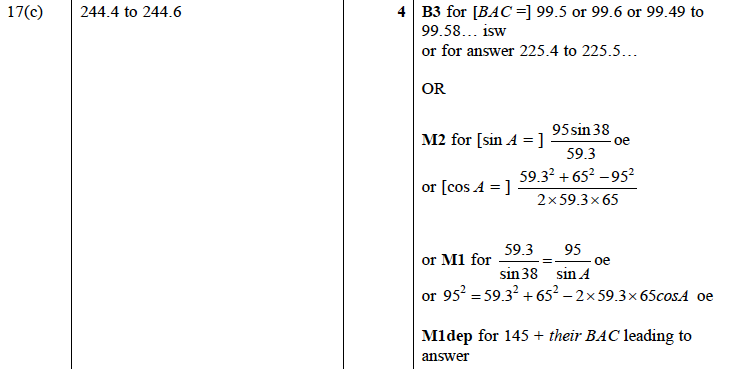 17(c) 244.4 to 244.6 4 B3 for [BAC =] 99.5 or 99.6 or 99.49 to
99.58… isw
or for answer 225.4 to 225.5…
OR
M2 for [sin A = ] 95 sin 38 / 59.3 oe
or [cos A = ] (59.3² + 65² – 95²) / (2 × 59.3 × 65)
or M1 for 59.3 / sin 38 = 95 / sin A oe
or 95² = 59.3² + 65² – 2 × 59.3 × 65cosA oe
M1dep for 145 + their BAC leading to
answer